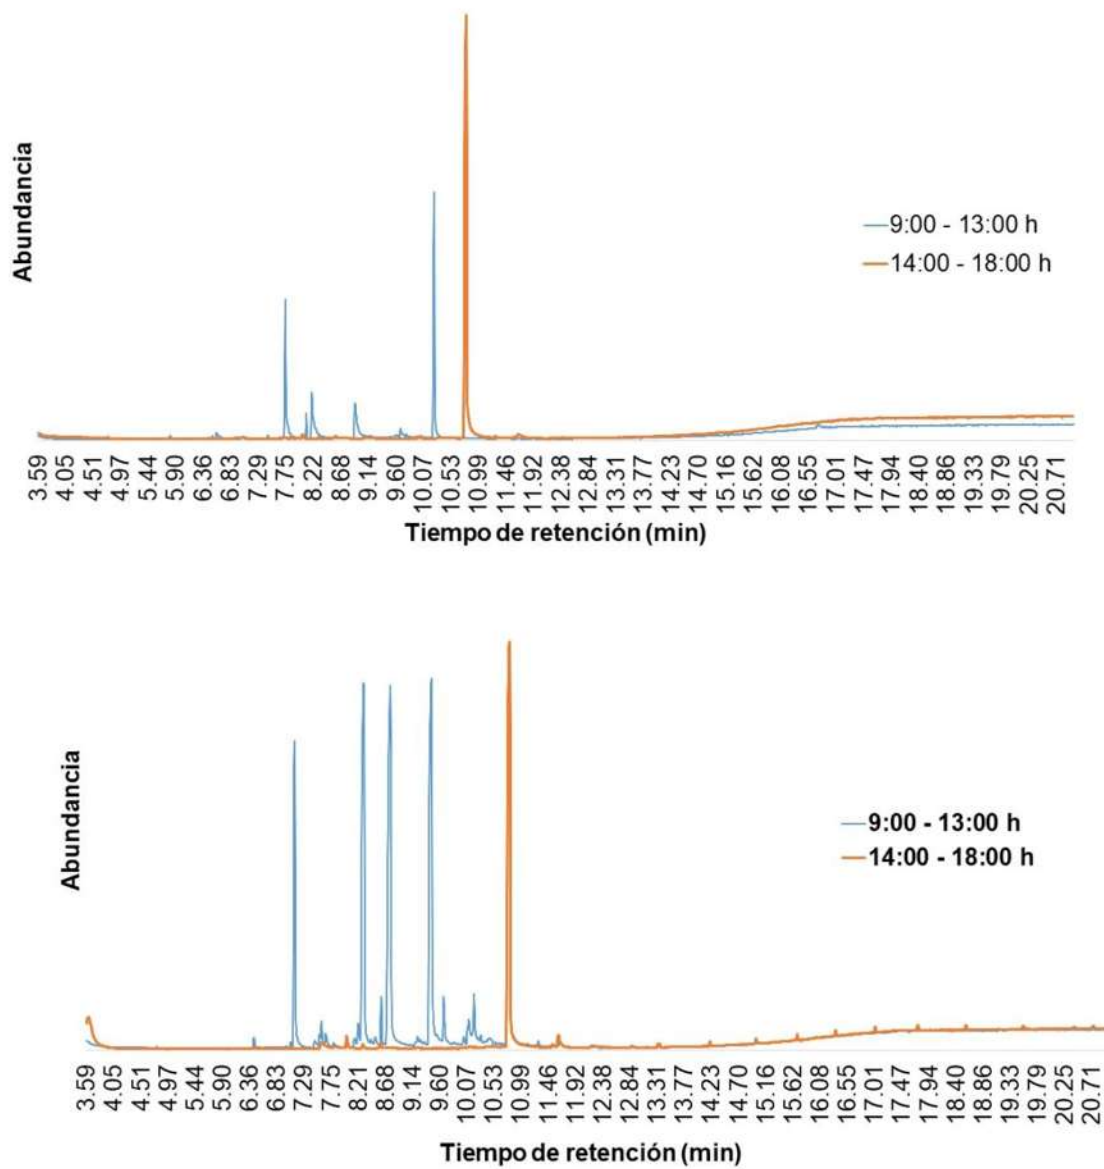 Abundancia
9:00 - 13:00 h
14:00 - 18:00 h
3.59 4.05 4.51 4.97 5.44 5.90 6.36 6.83 7.29 7.75 8.22 8.68 9.14 9.60 10.07 10.53 10.99 11.46 11.92 12.38 12.84 13.31 13.77 14.23 14.70 15.16 15.62 16.08 16.55 17.01 17.47 17.94 18.40 18.86 19.33 19.79 20.25 20.71
Tiempo de retención (min)
Abundancia
9:00 - 13:00 h
14:00 - 18:00 h
3.59 4.05 4.51 4.97 5.44 5.90 6.36 6.83 7.29 7.75 8.21 8.68 9.14 9.60 10.07 10.53 10.99 11.46 11.92 12.38 12.84 13.31 13.77 14.23 14.70 15.16 15.62 16.08 16.55 17.01 17.47 17.94 18.40 18.86 19.33 19.79 20.25 20.71
Tiempo de retención (min)